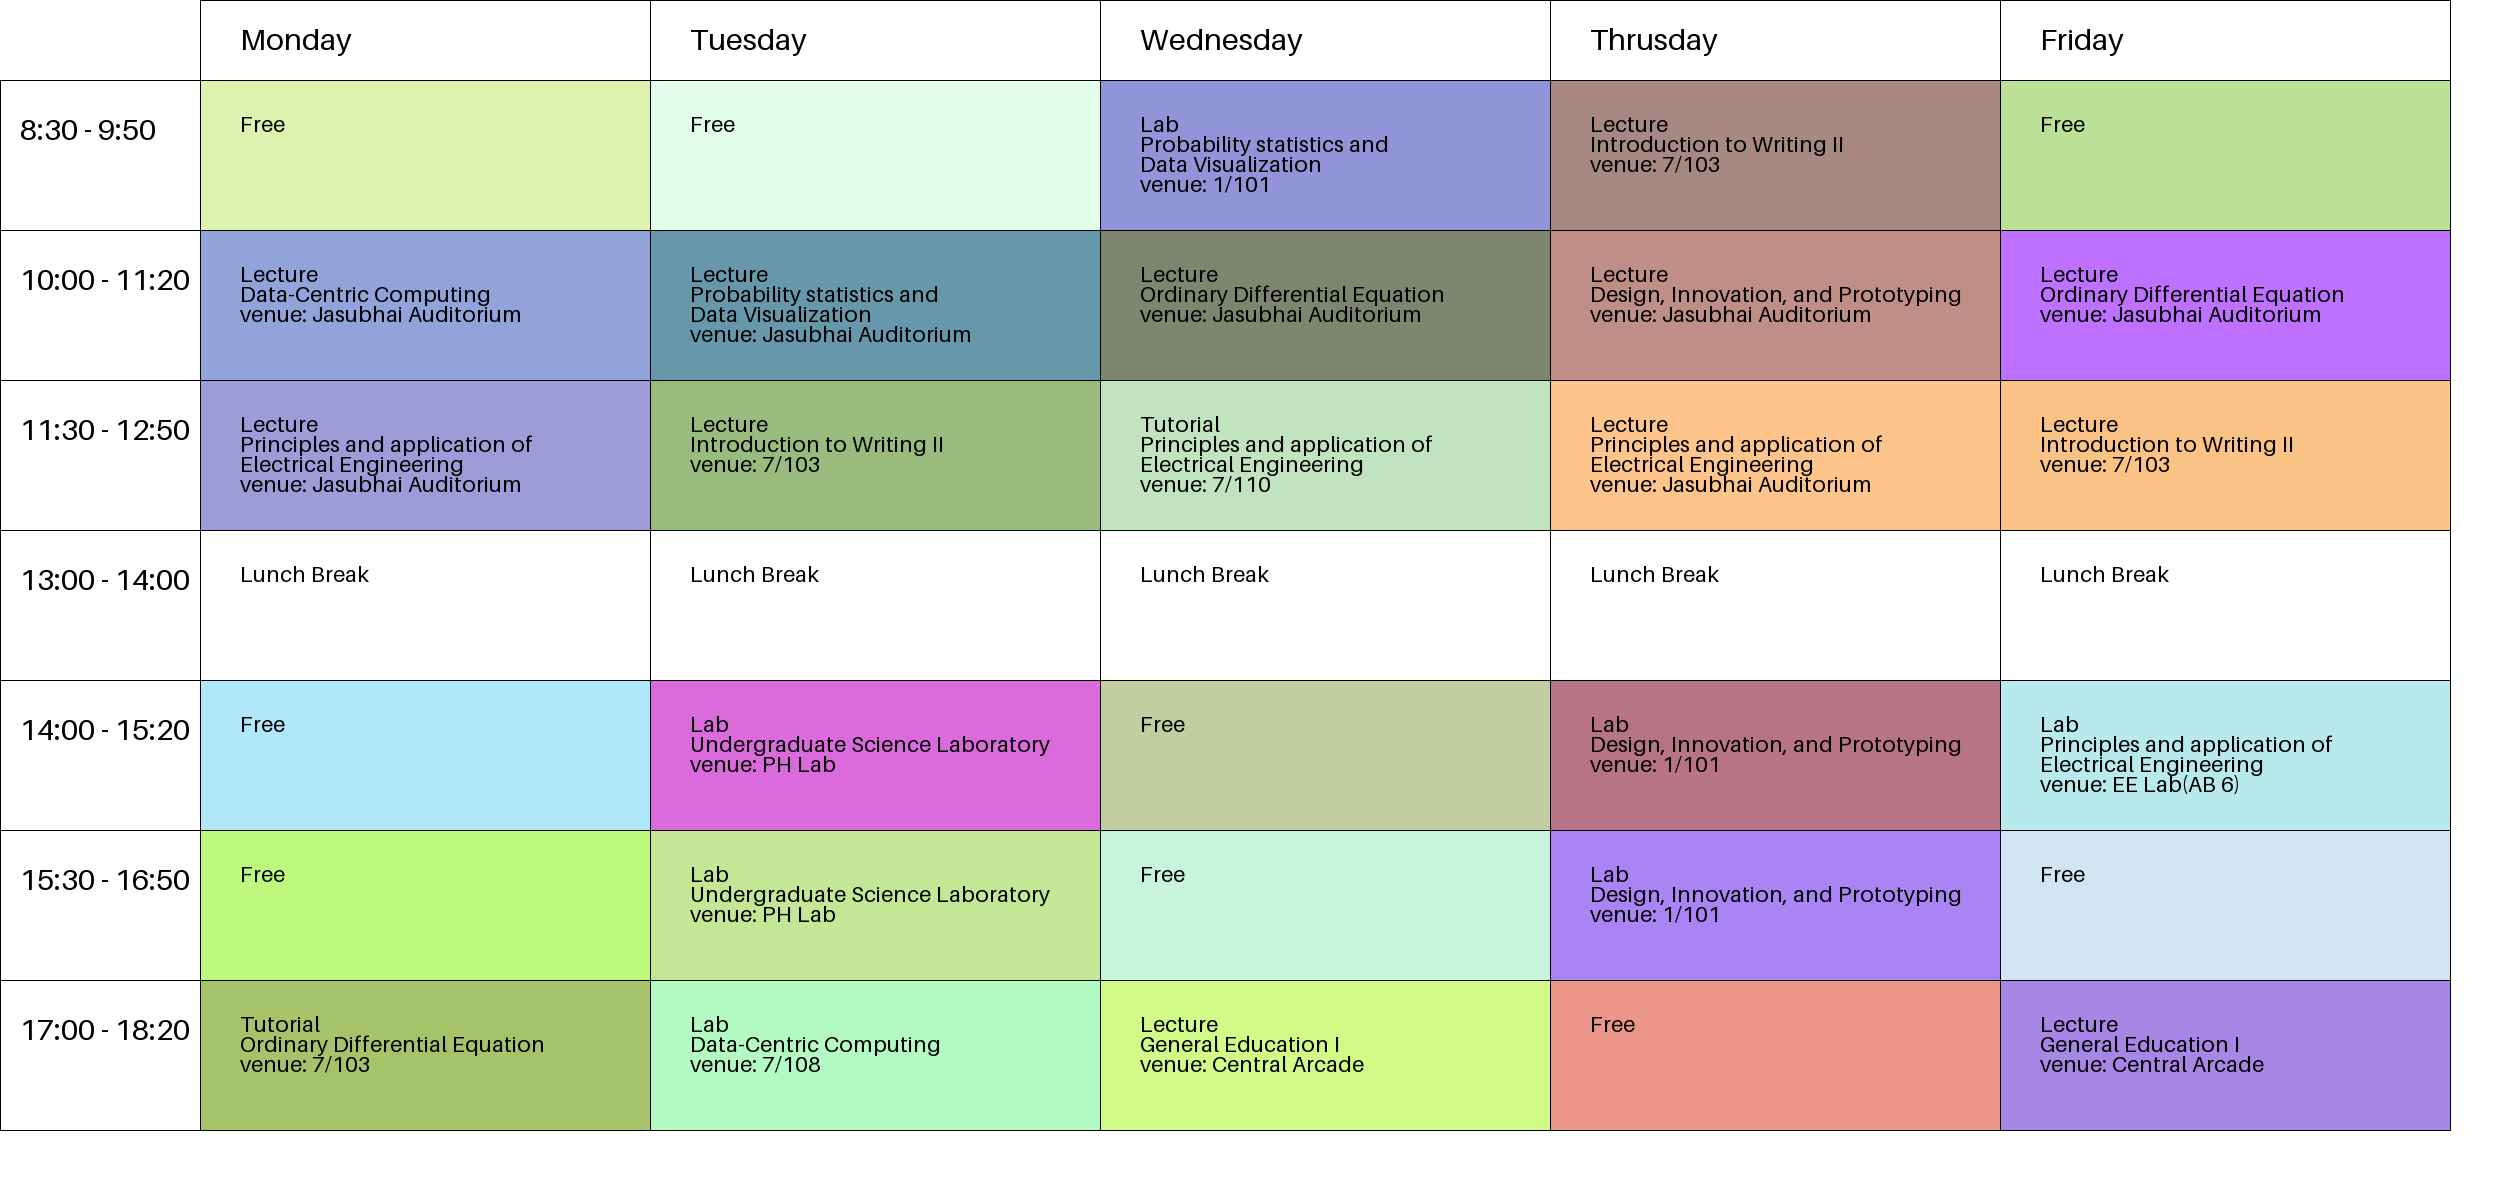 Monday
Tuesday
Wednesday
Thrusday
Friday
8:30 - 9:50
Free
Free
Lab
Probability statistics and
Data Visualization
venue: 1/101
Lecture
Introduction to Writing II
venue: 7/103
Free
10:00 - 11:20
Lecture
Data-Centric Computing
venue: Jasubhai Auditorium
Lecture
Probability statistics and
Data Visualization
venue: Jasubhai Auditorium
Lecture
Ordinary Differential Equation
venue: Jasubhai Auditorium
Lecture
Design, Innovation, and Prototyping
venue: Jasubhai Auditorium
Lecture
Ordinary Differential Equation
venue: Jasubhai Auditorium
11:30 - 12:50
Lecture
Principles and application of
Electrical Engineering
venue: Jasubhai Auditorium
Lecture
Introduction to Writing II
venue: 7/103
Tutorial
Principles and application of
Electrical Engineering
venue: 7/110
Lecture
Principles and application of
Electrical Engineering
venue: Jasubhai Auditorium
Lecture
Introduction to Writing II
venue: 7/103
13:00 - 14:00
Lunch Break
Lunch Break
Lunch Break
Lunch Break
Lunch Break
14:00 - 15:20
Free
Lab
Undergraduate Science Laboratory
venue: PH Lab
Free
Lab
Design, Innovation, and Prototyping
venue: 1/101
Lab
Principles and application of
Electrical Engineering
venue: EE Lab(AB 6)
15:30 - 16:50
Free
Lab
Undergraduate Science Laboratory
venue: PH Lab
Free
Lab
Design, Innovation, and Prototyping
venue: 1/101
Free
17:00 - 18:20
Tutorial
Ordinary Differential Equation
venue: 7/103
Lab
Data-Centric Computing
venue: 7/108
Lecture
General Education I
venue: Central Arcade
Free
Lecture
General Education I
venue: Central Arcade